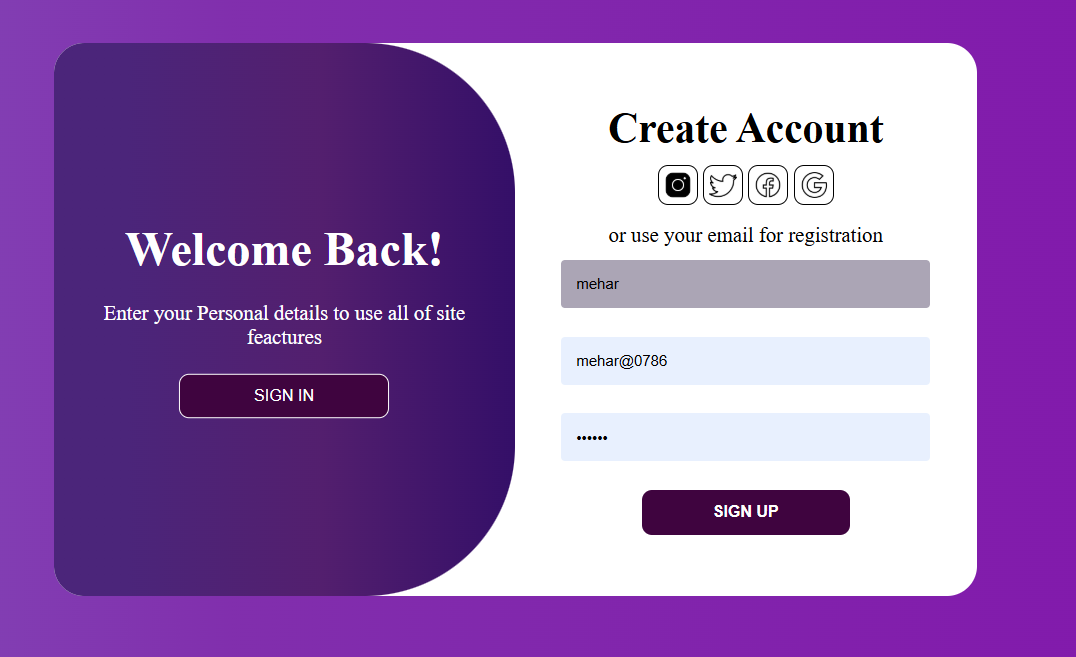 Welcome Back!
Enter your Personal details to use all of site
feactures
SIGN IN
Create Account
or use your email for registration
mehar
mehar@0786
••••••
SIGN UP